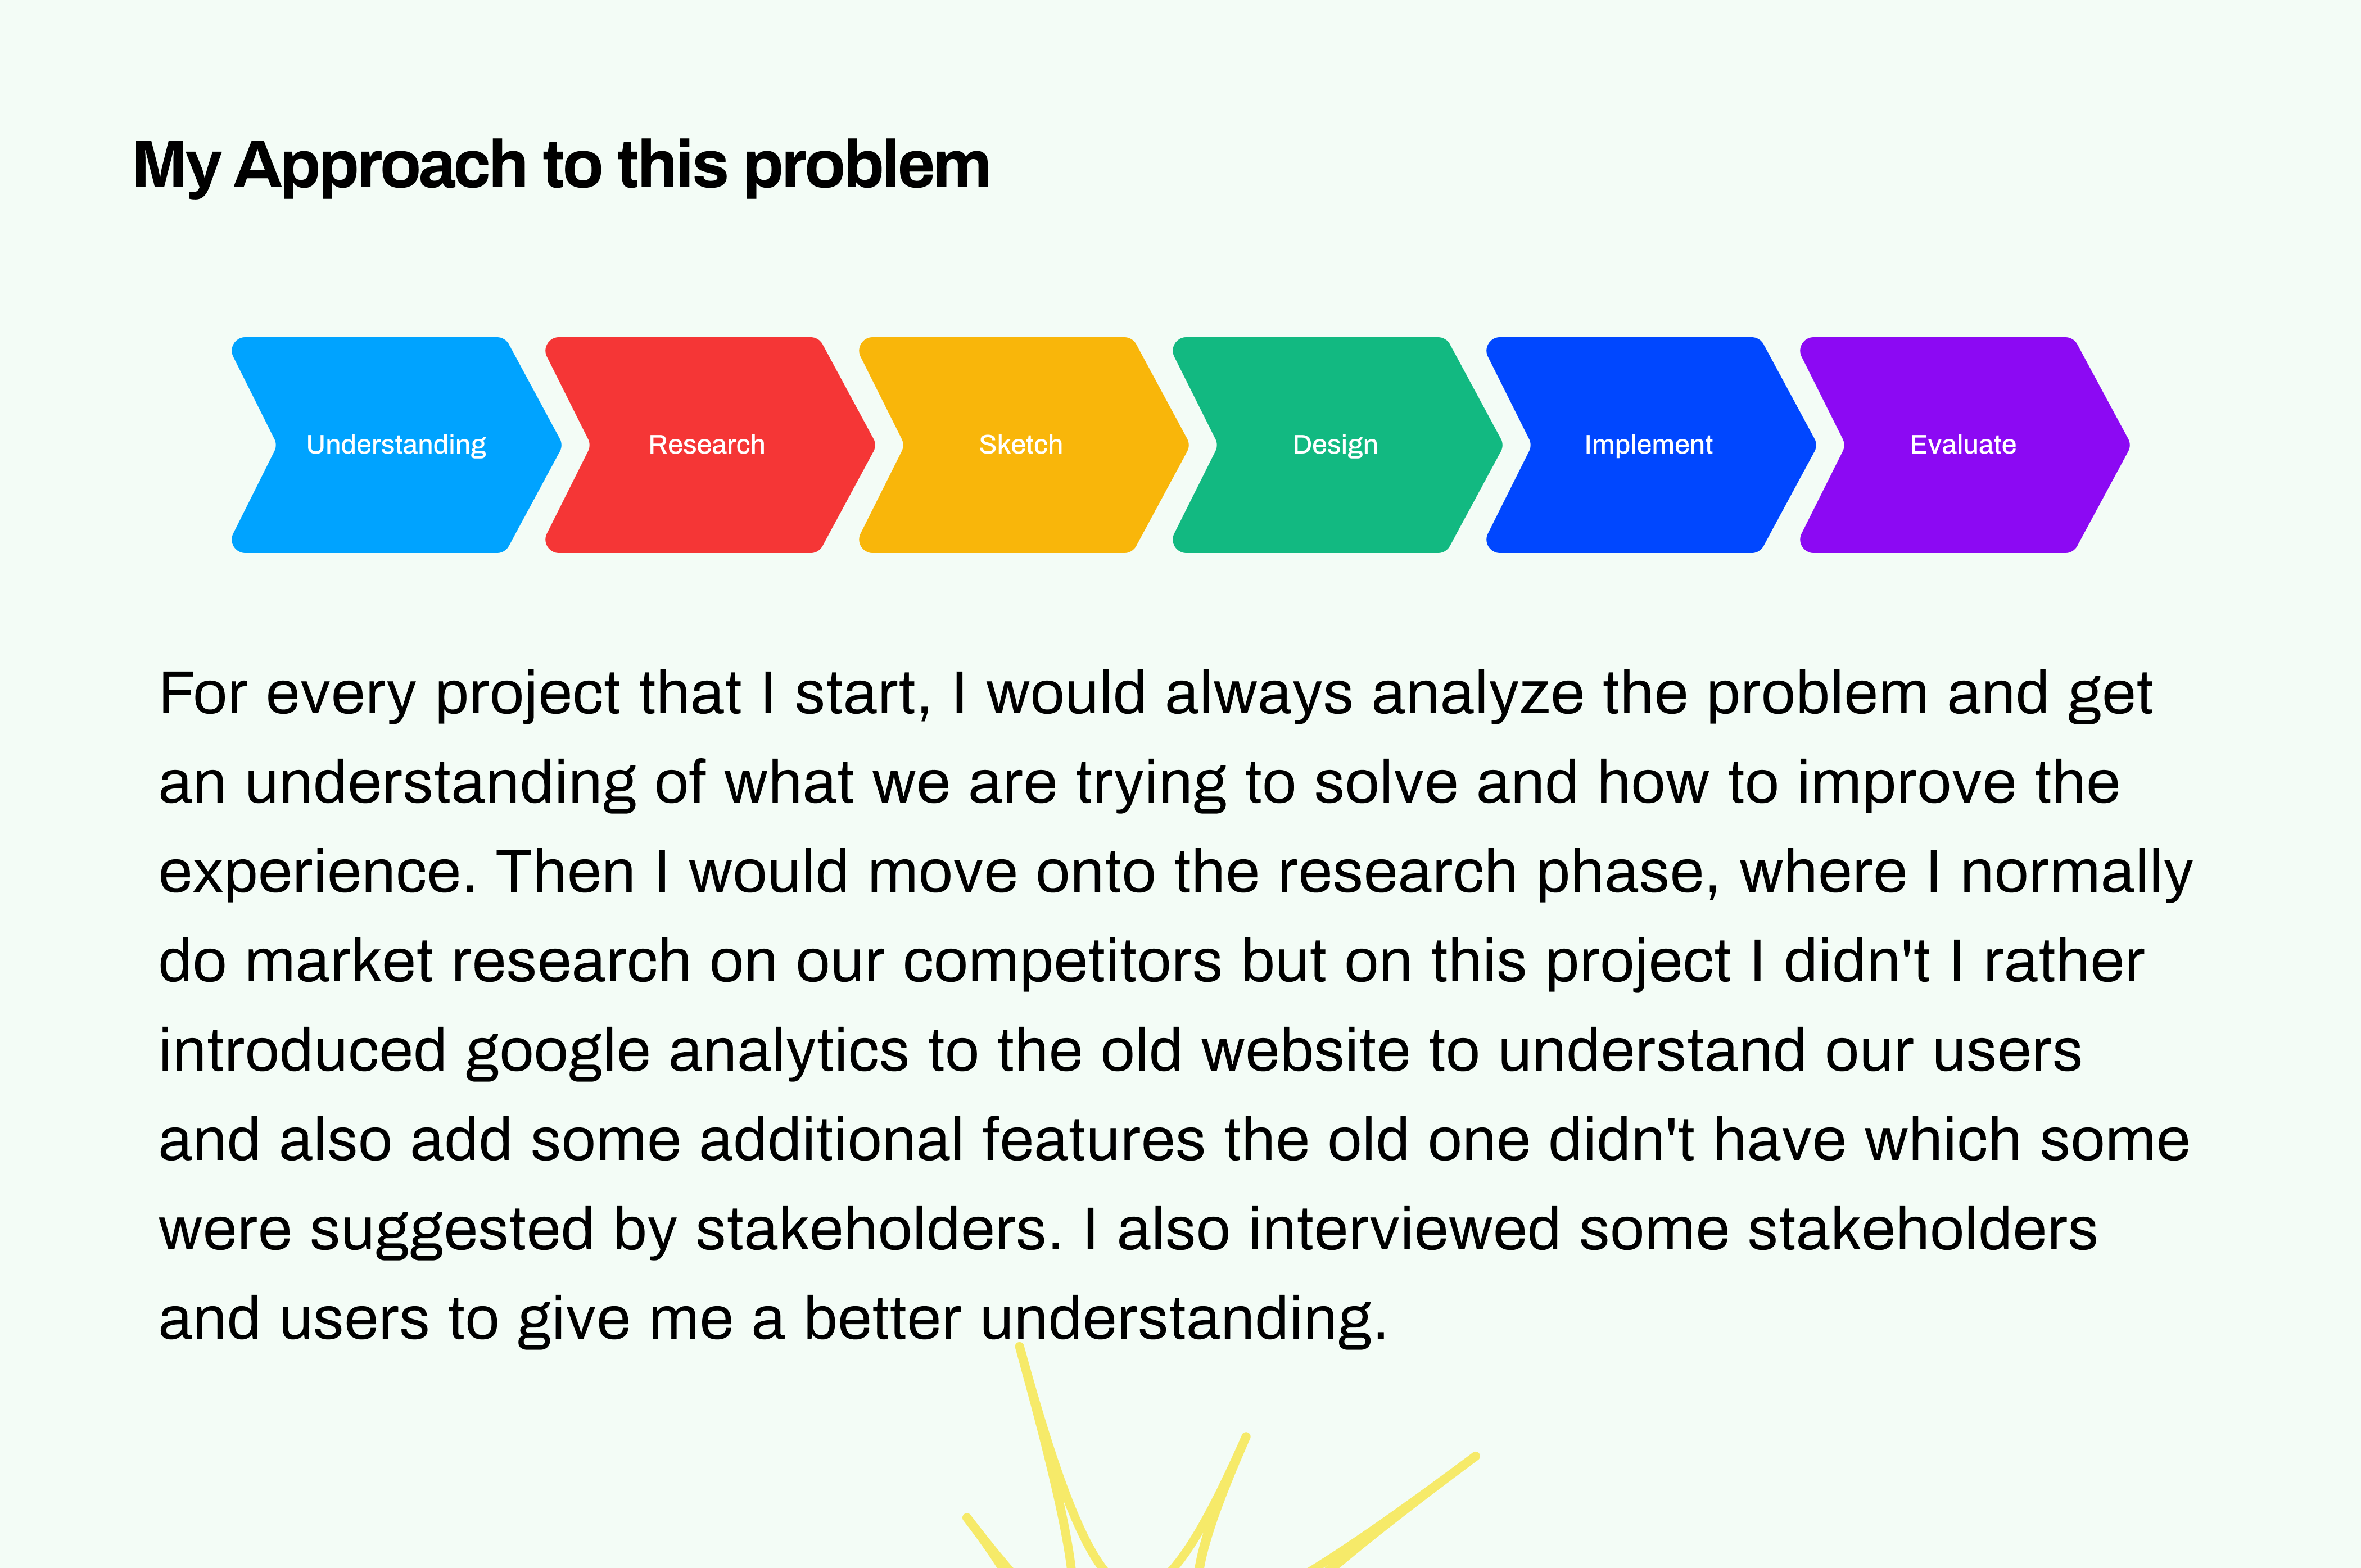 My Approach to this problem
Understanding
Research
Sketch
Design
Implement
Evaluate
For every project that I start, I would always analyze the problem and get
an understanding of what we are trying to solve and how to improve the
experience. Then I would move onto the research phase, where I normally
do market research on our competitors but on this project I didn't I rather
introduced google analytics to the old website to understand our users
and also add some additional features the old one didn't have which some
were suggested by stakeholders. I also interviewed some stakeholders
and users to give me a better understanding.